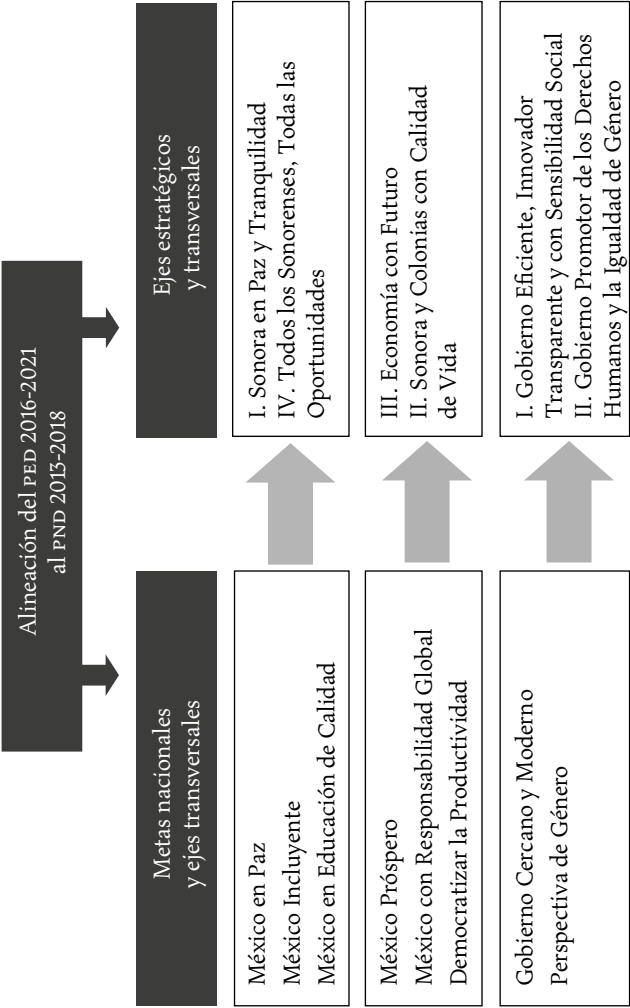 Alineación del PED 2016-2021
al PND 2013-2018
Metas nacionales
y ejes transversales
Ejes estratégicos
y transversales
México en Paz
México Incluyente
México en Educación de Calidad
I. Sonora en Paz y Tranquilidad
IV. Todos los Sonorenses, Todas las
Oportunidades
México Próspero
México con Responsabilidad Global
Democratizar la Productividad
III. Economía con Futuro
II. Sonora y Colonias con Calidad
de Vida
Gobierno Cercano y Moderno
Perspectiva de Género
I. Gobierno Eficiente, Innovador
Transparente y con Sensibilidad Social
II. Gobierno Promotor de los Derechos
Humanos y la Igualdad de Género